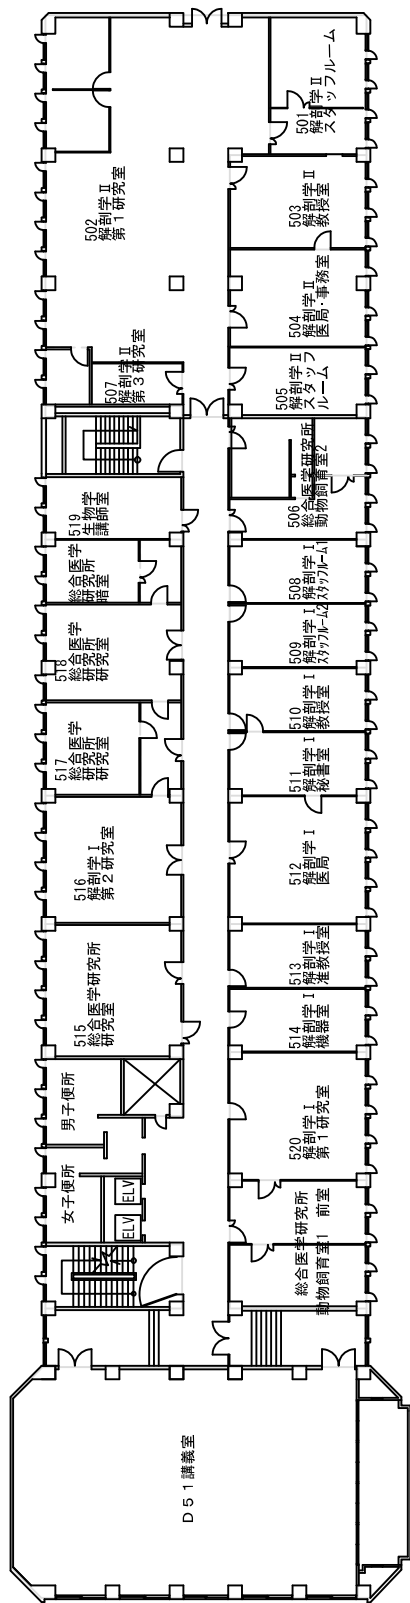 501
解剖学Ⅱ
スタッフルーム
502
解剖学Ⅱ
第１研究室
503
解剖学Ⅱ
教授室
504
解剖学Ⅱ
医局・事務室
505
解剖学Ⅱ
スタッフ
ルーム
507
解剖学Ⅱ
第３研究室
506
総合医学研究所
動物飼育室2
519
生物学
講師室
総合医学
研究所
暗室
508
解剖学Ⅰ
スタッフルーム1
518
総合医学
研究所
研究室
509
解剖学Ⅰ
スタッフルーム2
510
解剖学Ⅰ
教授室
517
総合医学
研究所
研究室
511
解剖学Ⅰ
秘書室
516
解剖学Ⅰ
第２研究室
512
解剖学Ⅰ
医局
515
総合医学研究所
研究室
513
解剖学Ⅰ
准教授室
514
解剖学Ⅰ
機器室
男子便所
520
解剖学Ⅰ
第１研究室
女子便所
ELV
ELV
総合医学研究所
動物飼育室1 前室
Ｄ５１講義室